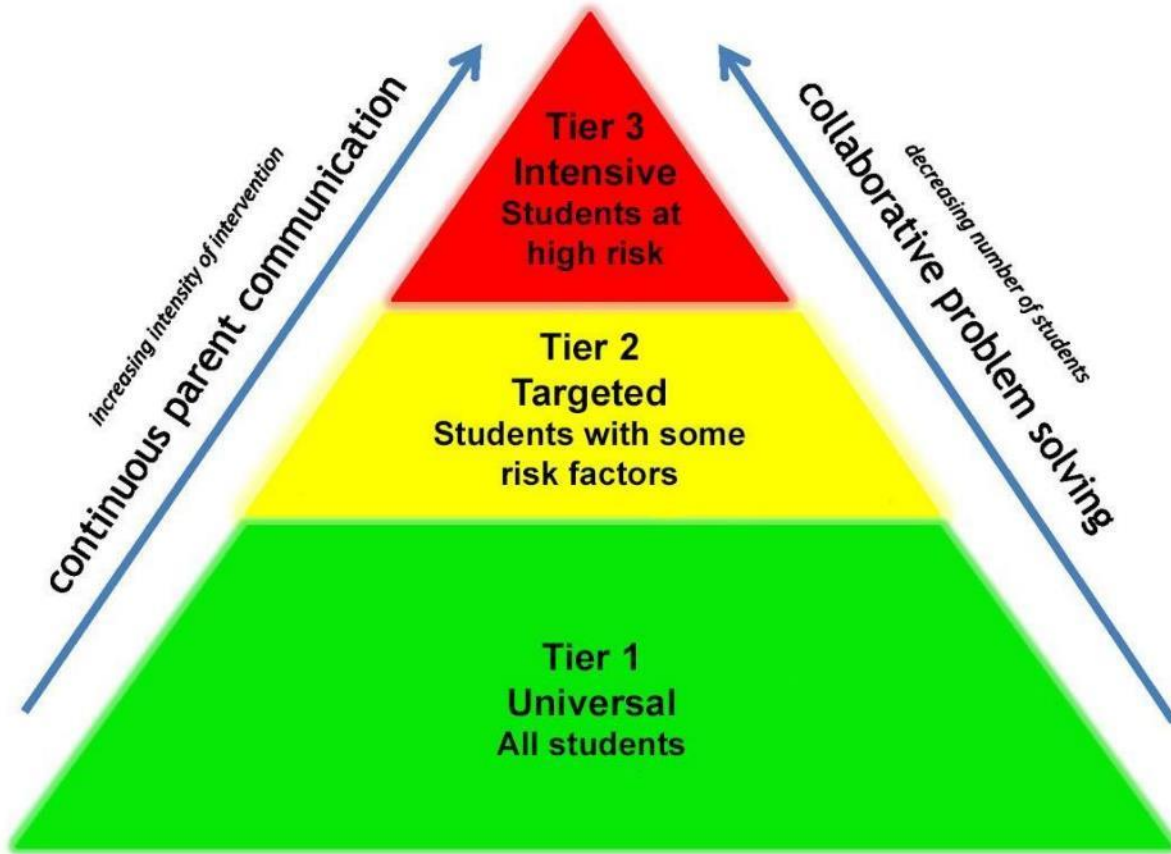 continuous parent communication
increasing intensity of intervention
collaborative problem solving
decreasing number of students
Tier 3
Intensive
Students at
high risk
Tier 2
Targeted
Students with some
risk factors
Tier 1
Universal
All students